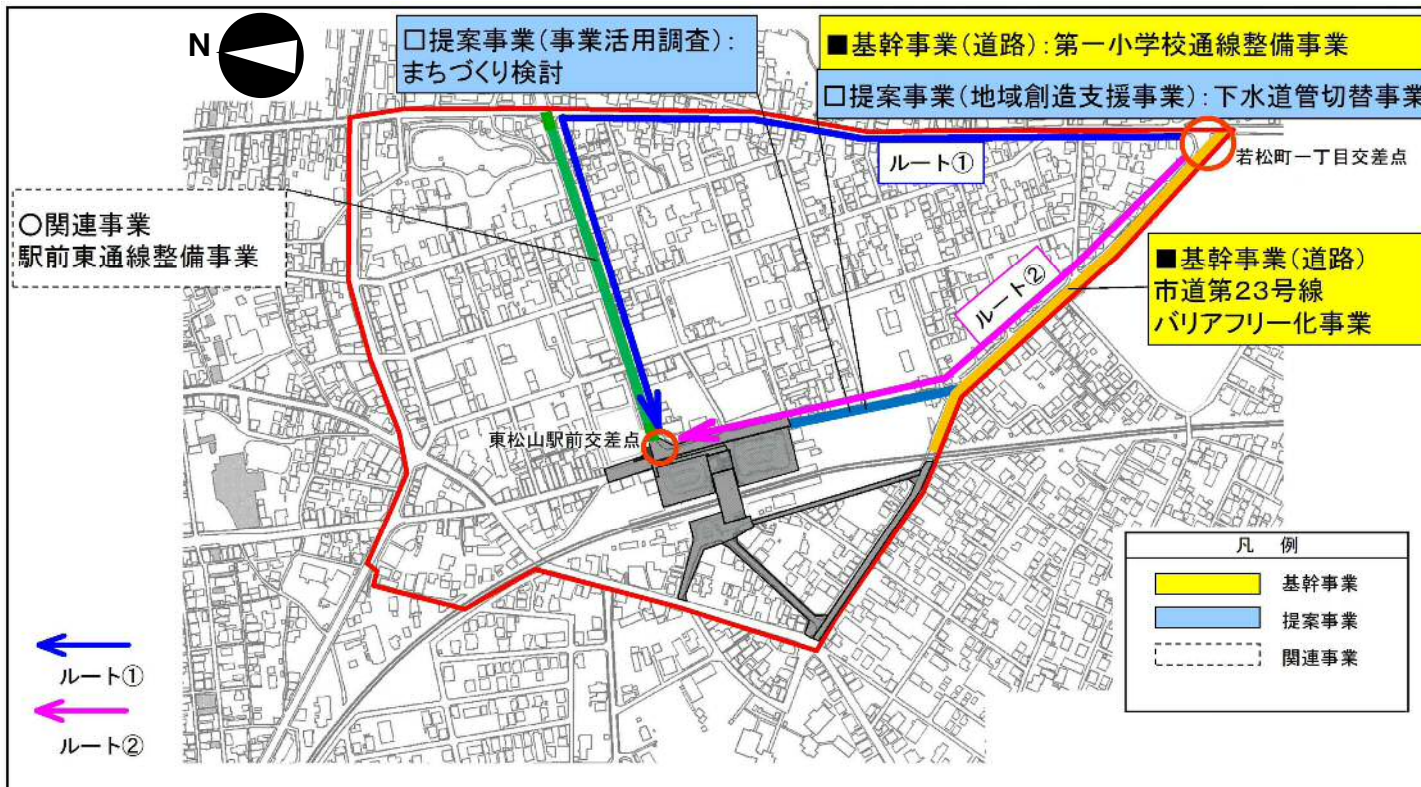 N
□提案事業(事業活用調査):
まちづくり検討
■基幹事業(道路):第一小学校通線整備事業
□提案事業(地域創造支援事業):下水道管切替事業
若松町一丁目交差点
ルート①
○関連事業
駅前東通線整備事業
ルート②
■基幹事業(道路)
市道第23号線
バリアフリー化事業
東松山駅前交差点
凡 例
基幹事業
提案事業
関連事業
ルート①
ルート②